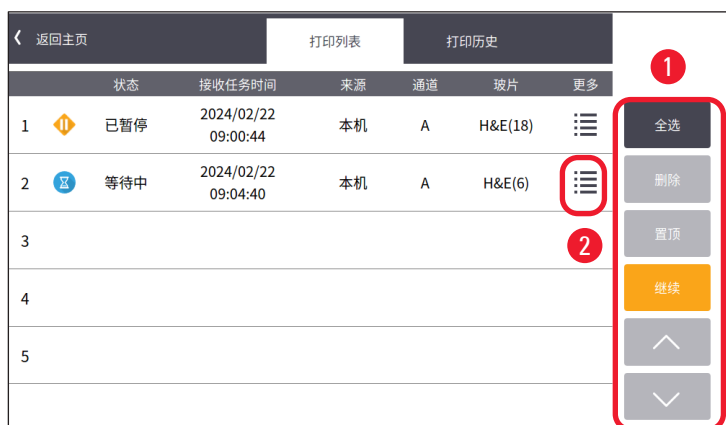 返回主页
打印列表
打印历史
1
状态 接收任务时间 来源 通道 玻片 更多
1 已暂停 2024/02/22 09:00:44 本机 A H&E(18)
2 等待中 2024/02/22 09:04:40 本机 A H&E(6)
2
3
4
5
全选
删除
置顶
继续